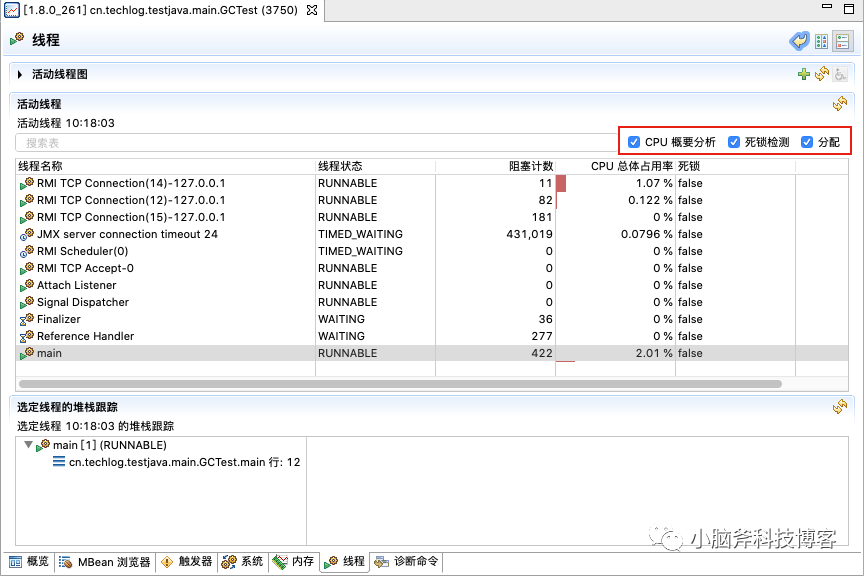 [1.8.0_261] cn.techlog.testjava.main.GCTest (3750)
线程
活动线程图
活动线程
活动线程 10:18:03
搜索表
CPU 概要分析 死锁检测 分配
线程名称 线程状态 阻塞计数 CPU 总体占用率 死锁
RMI TCP Connection(14)-127.0.0.1 RUNNABLE 11 1.07 % false
RMI TCP Connection(12)-127.0.0.1 RUNNABLE 82 0.122 % false
RMI TCP Connection(15)-127.0.0.1 RUNNABLE 181 0 % false
JMX server connection timeout 24 TIMED_WAITING 431,019 0.0796 % false
RMI Scheduler(0) TIMED_WAITING 0 0 % false
RMI TCP Accept-0 RUNNABLE 0 0 % false
Attach Listener RUNNABLE 0 0 % false
Signal Dispatcher RUNNABLE 0 0 % false
Finalizer WAITING 36 0 % false
Reference Handler WAITING 277 0 % false
main RUNNABLE 422 2.01 % false
选定线程的堆栈跟踪
选定线程 10:18:03 的堆栈跟踪
main [1] (RUNNABLE)
cn.techlog.testjava.main.GCTest.main 行: 12
小脑斧科技博客
概览 MBean 浏览器 触发器 系统 内存 线程 诊断命令